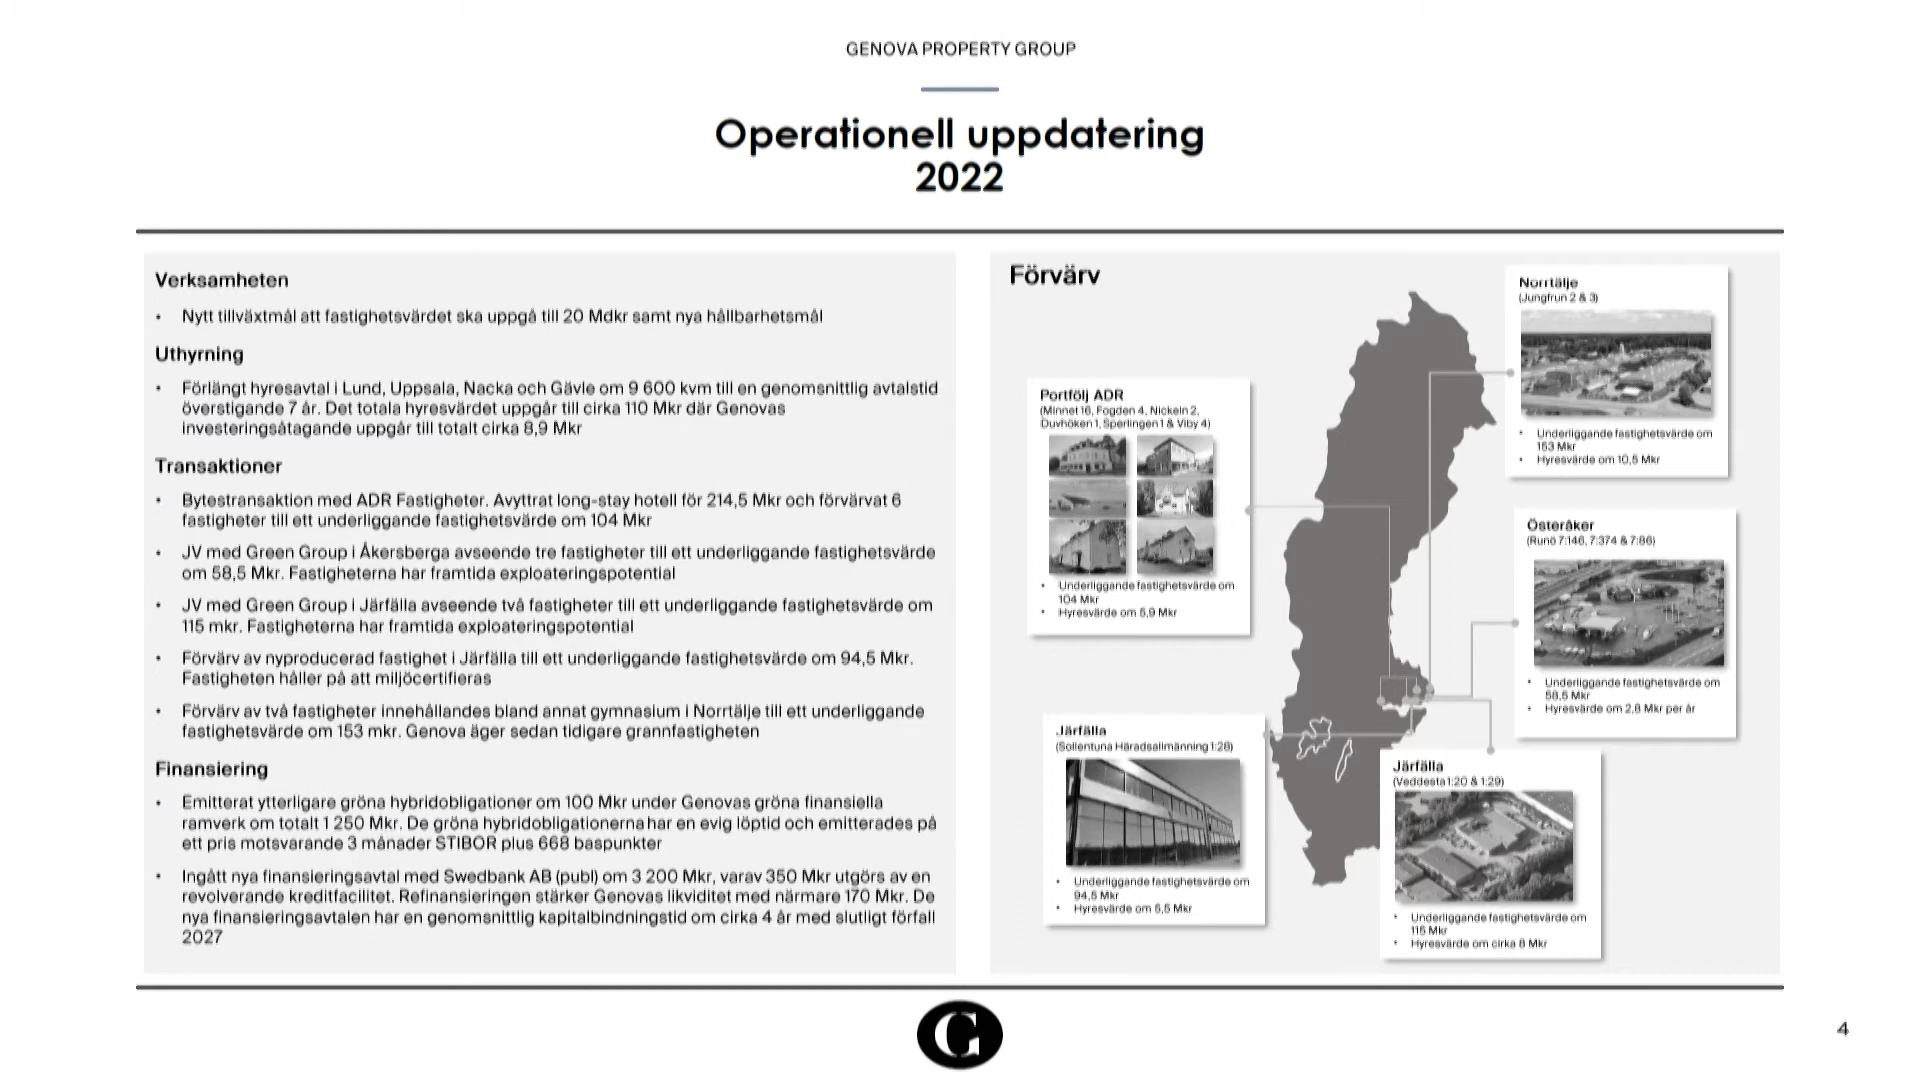 GENOVA PROPERTY GROUP
Operationell uppdatering
2022
Verksamheten
• Nytt tillväxtmål att fastighetsvärdet ska uppgå till 20 Mdkr samt nya hållbarhetsmål
Uthyrning
• Förlängt hyresavtal i Lund, Uppsala, Nacka och Gävle om 9 600 kvm till en genomsnittlig avtalstid
överstigande 7 år. Det totala hyresvärdet uppgår till cirka 110 Mkr där Genovas
investeringsåtagande uppgår till totalt cirka 8,9 Mkr
Transaktioner
• Bytestransaktion med ADR Fastigheter. Avyttrat long-stay hotell för 214,5 Mkr och förvärvat 6
fastigheter till ett underliggande fastighetsvärde om 104 Mkr
• JV med Green Group i Åkersberga avseende tre fastigheter till ett underliggande fastighetsvärde
om 58,5 Mkr. Fastigheterna har framtida exploateringspotential
• JV med Green Group i Järfälla avseende två fastigheter till ett underliggande fastighetsvärde om
115 mkr. Fastigheterna har framtida exploateringspotential
• Förvärv av nyproducerad fastighet i Järfälla till ett underliggande fastighetsvärde om 94,5 Mkr.
Fastigheten håller på att miljöcertifieras
• Förvärv av två fastigheter innehållandes bland annat gymnasium i Norrtälje till ett underliggande
fastighetsvärde om 153 mkr. Genova äger sedan tidigare grannfastigheten
Finansiering
• Emitterat ytterligare gröna hybridobligationer om 100 Mkr under Genovas gröna finansiella
ramverk om totalt 1 250 Mkr. De gröna hybridobligationerna har en evig löptid och emitterades på
ett pris motsvarande 3 månader STIBOR plus 668 baspunkter
• Ingått nya finansieringsavtal med Swedbank AB (publ) om 3 200 Mkr, varav 350 Mkr utgörs av en
revolverande kreditfacilitet. Refinansieringen stärker Genovas likviditet med närmare 170 Mkr. De
nya finansieringsavtalen har en genomsnittlig kapitalbindningstid om cirka 4 år med slutligt förfall
2027
Förvärv
Portfölj ADR
(Minnet 16, Fogden 4, Nickeln 2,
Duvhöken 1, Sperlingen 1 & Viby 4)
• Underliggande fastighetsvärde om
104 Mkr
• Hyresvärde om 5,9 Mkr
Norrtälje
(Jungfrun 2 & 3)
• Underliggande fastighetsvärde om
153 Mkr
• Hyresvärde om 10,5 Mkr
Österåker
(Runö 7:146, 7:374 & 7:86)
• Underliggande fastighetsvärde om
58,5 Mkr
• Hyresvärde om 2,8 Mkr per år
Järfälla
(Sollentuna Häradsallmänning 1:28)
• Underliggande fastighetsvärde om
94,5 Mkr
• Hyresvärde om 5,5 Mkr
Järfälla
(Veddesta 1:20 & 1:29)
• Underliggande fastighetsvärde om
115 Mkr
• Hyresvärde om cirka 8 Mkr
G
4